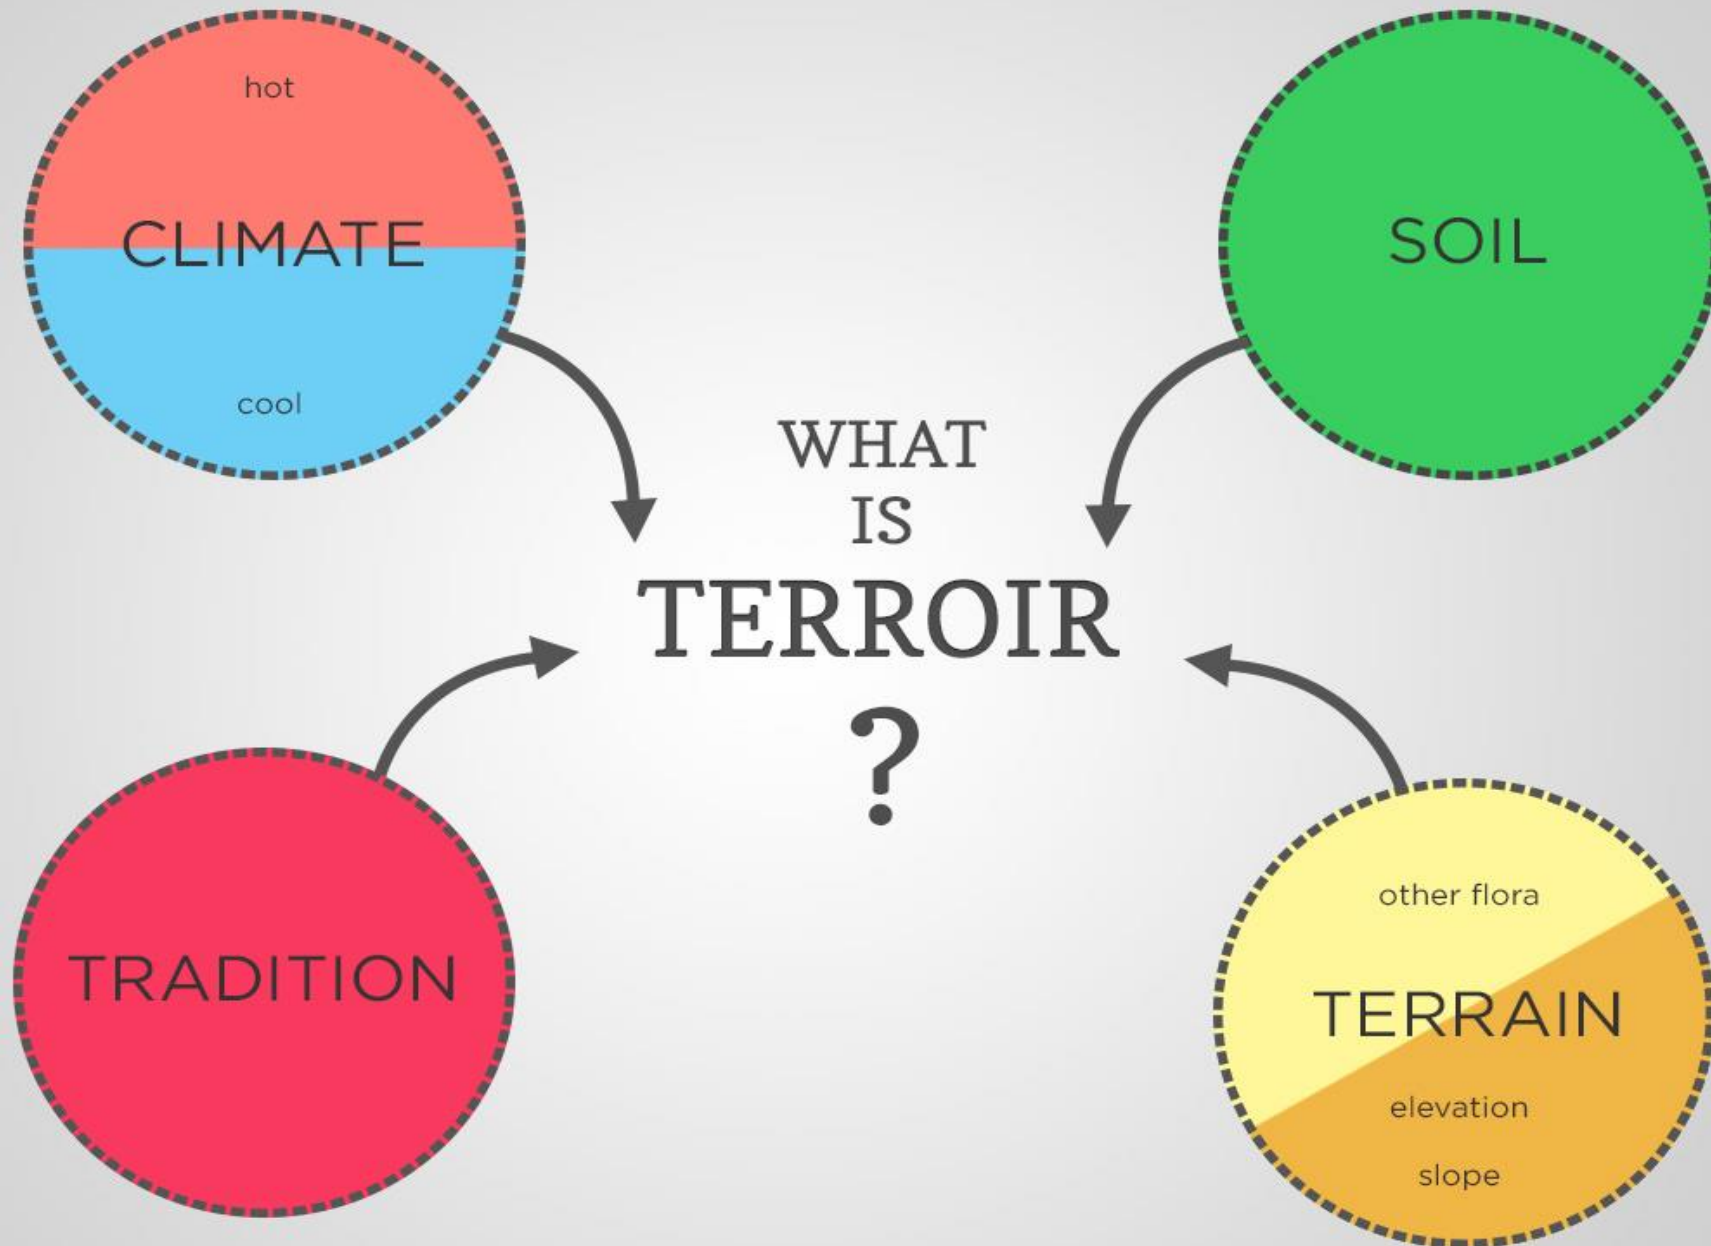 hot
CLIMATE
cool
SOIL
WHAT
IS
TERROIR
?
TRADITION
other flora
TERRAIN
elevation
slope